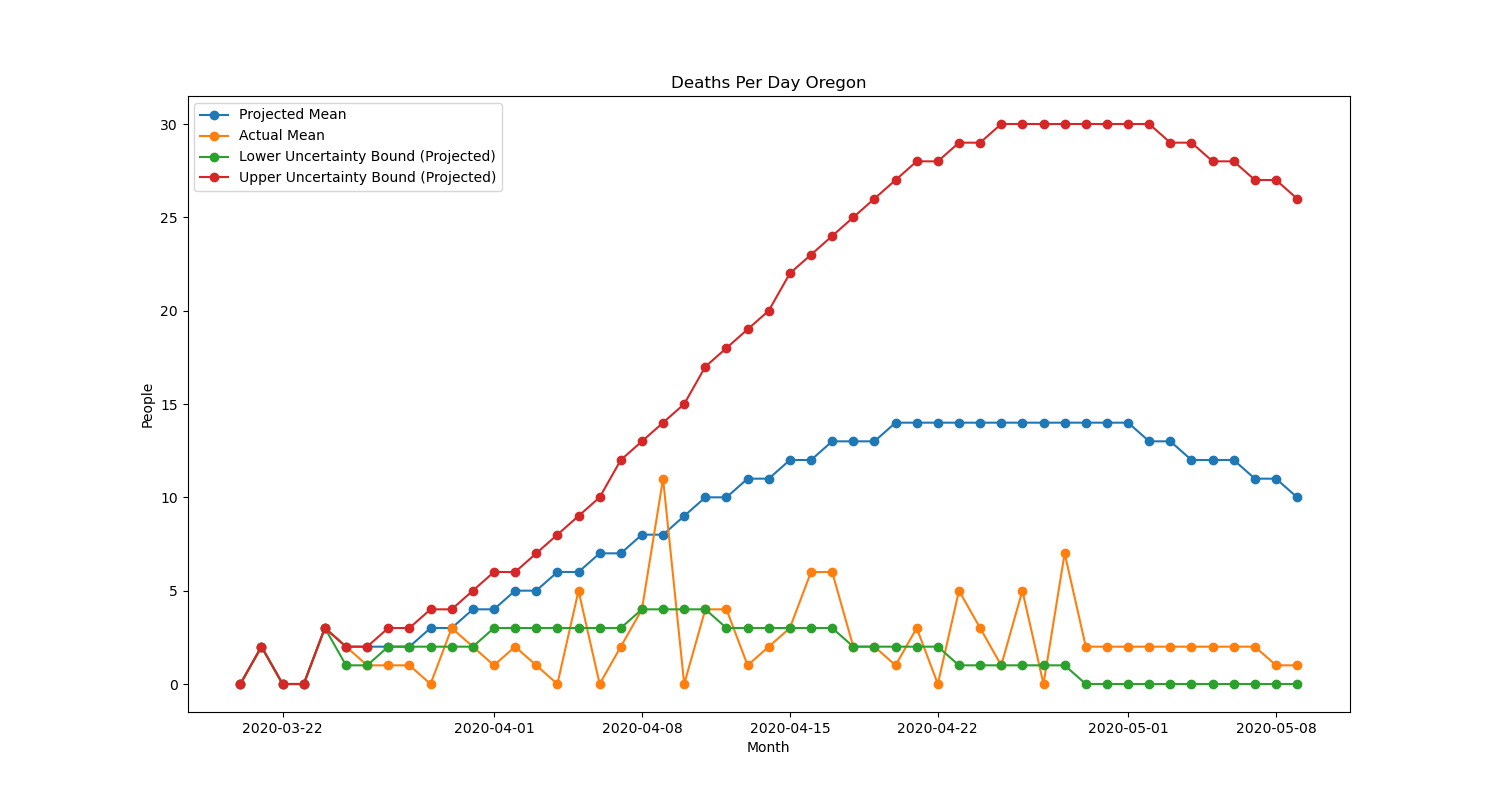 Deaths Per Day Oregon
Projected Mean
Actual Mean
Lower Uncertainty Bound (Projected)
Upper Uncertainty Bound (Projected)
People
30
25
20
15
10
5
0
2020-03-22 2020-04-01 2020-04-08 2020-04-15 2020-04-22 2020-05-01 2020-05-08
Month